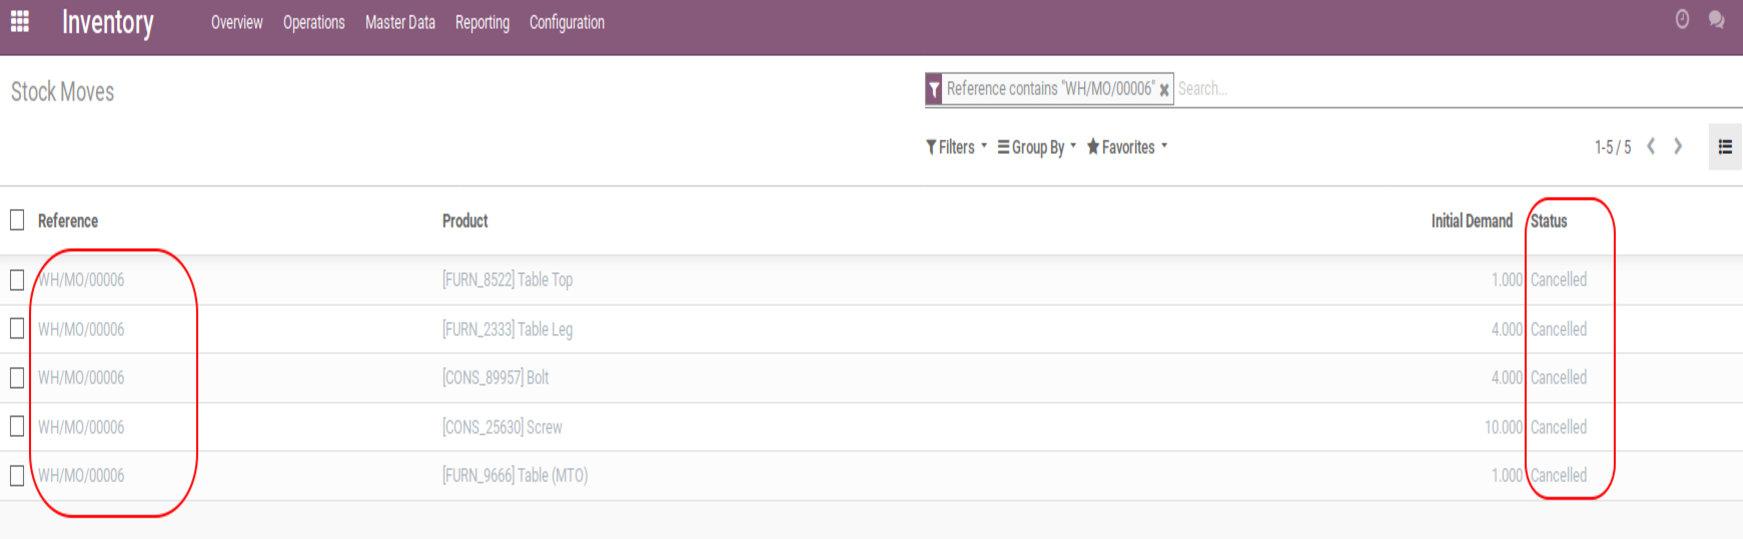 Inventory Overview Operations Master Data Reporting Configuration
Stock Moves
Reference contains "WH/MO/00006" Search...
Filters Group By Favorites 1-5 / 5
Reference Product Initial Demand Status
WH/MO/00006 [FURN_8522] Table Top 1.000 Cancelled
WH/MO/00006 [FURN_2333] Table Leg 4.000 Cancelled
WH/MO/00006 [CONS_89957] Bolt 4.000 Cancelled
WH/MO/00006 [CONS_25630] Screw 10.000 Cancelled
WH/MO/00006 [FURN_9666] Table (MTO) 1.000 Cancelled